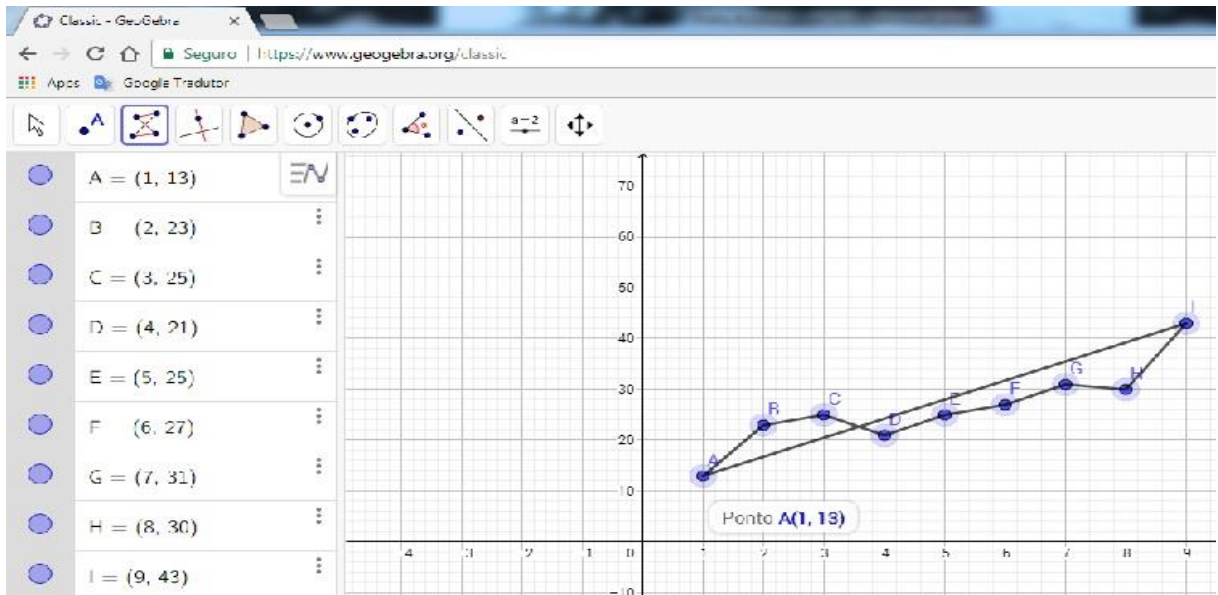 Classic - GeoGebra ×
Seguro | https://www.geogebra.org/classic
Apps Google Tradutor
A
a=2
A = (1, 13)
B (2, 23)
C = (3, 25)
D = (4, 21)
E = (5, 25)
F (6, 27)
G = (7, 31)
H = (8, 30)
I = (9, 43)
70
60
50
40
30
20
10
-10
4 3 2 1 0 1 2 3 4 5 6 7 8 9
A
B
C
D
E
F
G
H
I
Ponto A(1, 13)